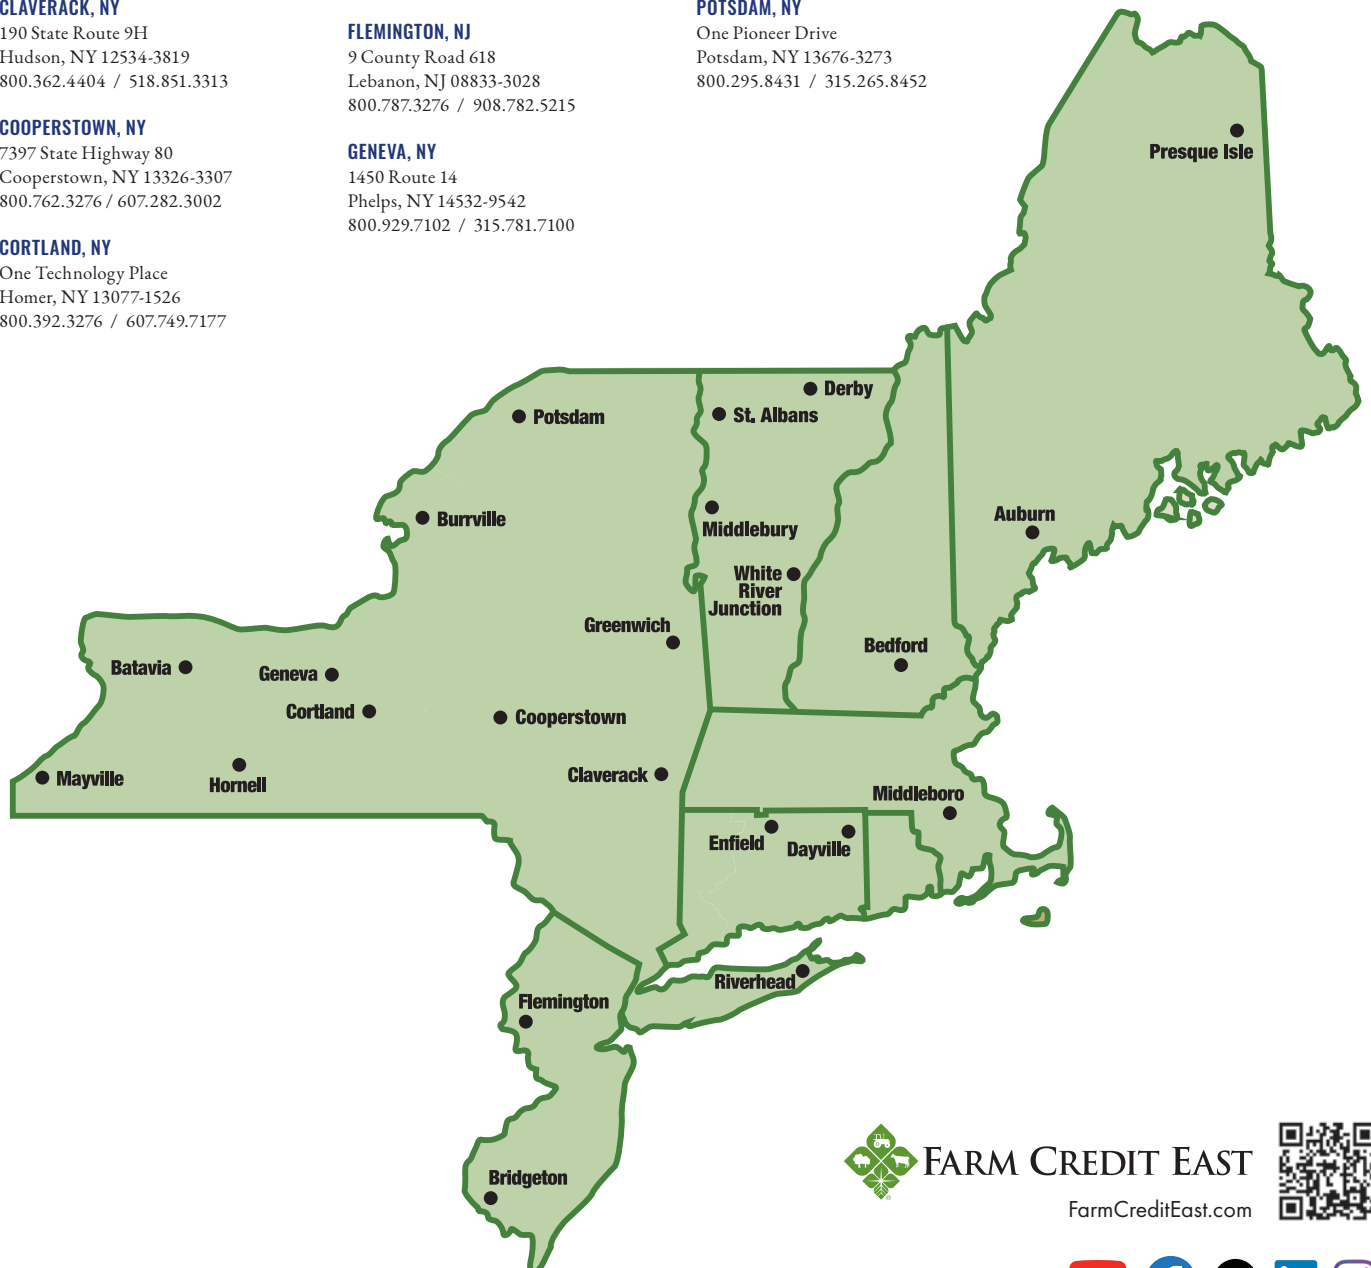 CLAVERACK, NY
190 State Route 9H
Hudson, NY 12534-3819
800.362.4404 / 518.851.3313
COOPERSTOWN, NY
7397 State Highway 80
Cooperstown, NY 13326-3307
800.762.3276 / 607.282.3002
CORTLAND, NY
One Technology Place
Homer, NY 13077-1526
800.392.3276 / 607.749.7177
FLEMINGTON, NJ
9 County Road 618
Lebanon, NJ 08833-3028
800.787.3276 / 908.782.5215
GENEVA, NY
1450 Route 14
Phelps, NY 14532-9542
800.929.7102 / 315.781.7100
POTSDAM, NY
One Pioneer Drive
Potsdam, NY 13676-3273
800.295.8431 / 315.265.8452
Presque Isle
Derby
St. Albans
Potsdam
Burrville
Middlebury
Auburn
White
River
Junction
Greenwich
Bedford
Batavia
Geneva
Cortland
Cooperstown
Mayville
Hornell
Claverack
Middleboro
Enfield
Dayville
Riverhead
Flemington
Bridgeton
FARM CREDIT EAST
FarmCreditEast.com